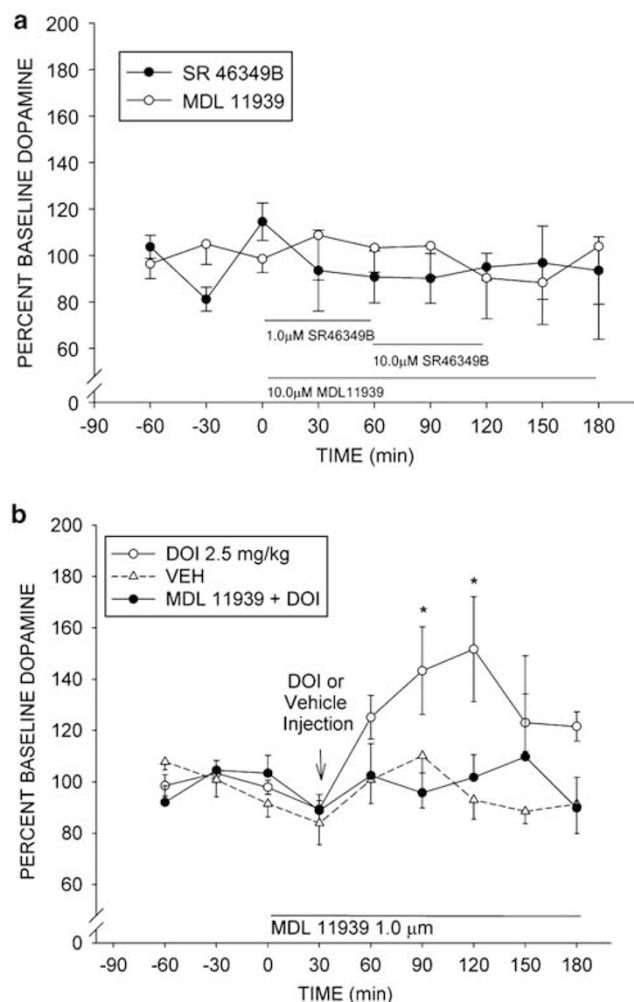 a
200
180
160
140
120
100
80
60
0
PERCENT BASELINE DOPAMINE
SR 46349B
MDL 11939
1.0µM SR46349B
10.0µM SR46349B
10.0µM MDL11939
-90 -60 -30 0 30 60 90 120 150 180
TIME (min)
b
200
180
160
140
120
100
80
60
0
PERCENT BASELINE DOPAMINE
DOI 2.5 mg/kg
VEH
MDL 11939 + DOI
* *
DOI or
Vehicle
Injection
MDL 11939 1.0 µm
-90 -60 -30 0 30 60 90 120 150 180
TIME (min)